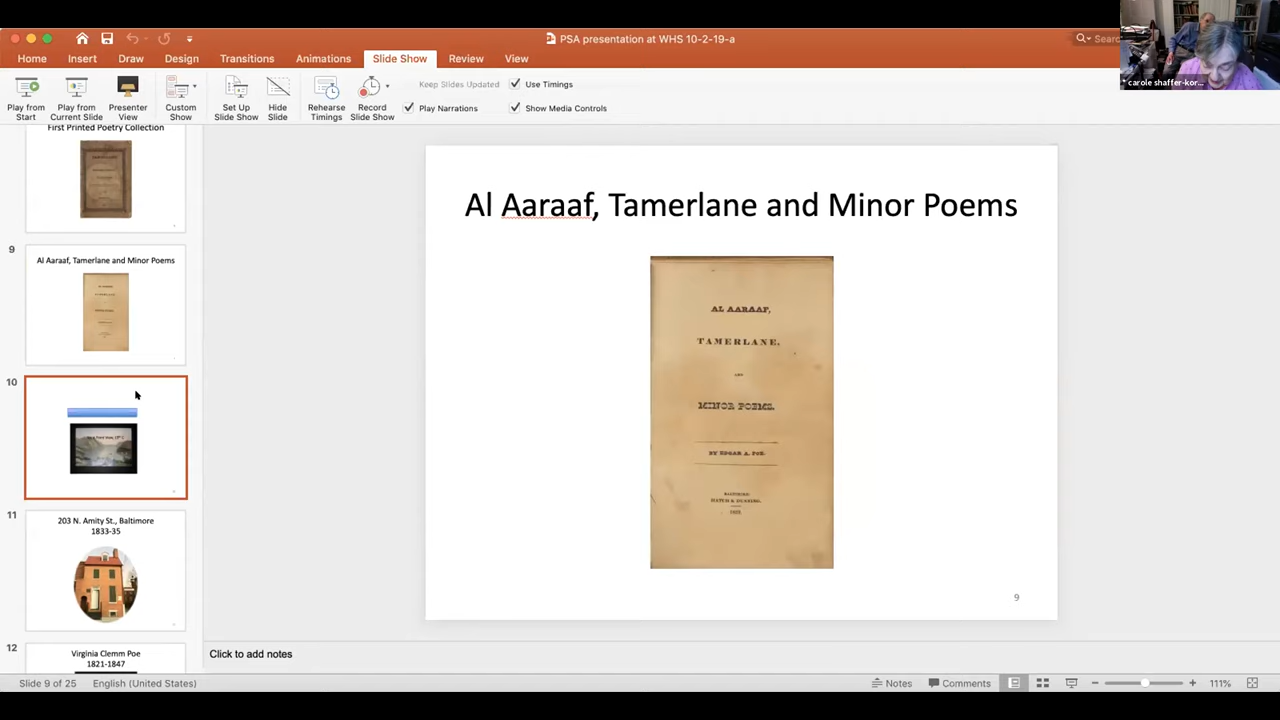 PSA presentation at WHS 10-2-19-a
Home Insert Draw Design Transitions Animations Slide Show Review View
Play from Start
Play from Current Slide
Presenter View
Custom Show
Set Up Slide Show
Hide Slide
Rehearse Timings
Record Slide Show
Keep Slides Updated
Use Timings
Play Narrations
Show Media Controls
carole shaffer-kor...
First Printed Poetry Collection
9
Al Aaraaf, Tamerlane and Minor Poems
10
11
203 N. Amity St., Baltimore
1833-35
12
Virginia Clemm Poe
1821-1847
Al Aaraaf, Tamerlane and Minor Poems
AL AARAAF,
TAMERLANE,
AND
MINOR POEMS.
BY EDGAR A. POE.
BALTIMORE:
HATCH & DUNNING.
9
Click to add notes
Slide 9 of 25 English (United States)
Notes Comments 111%